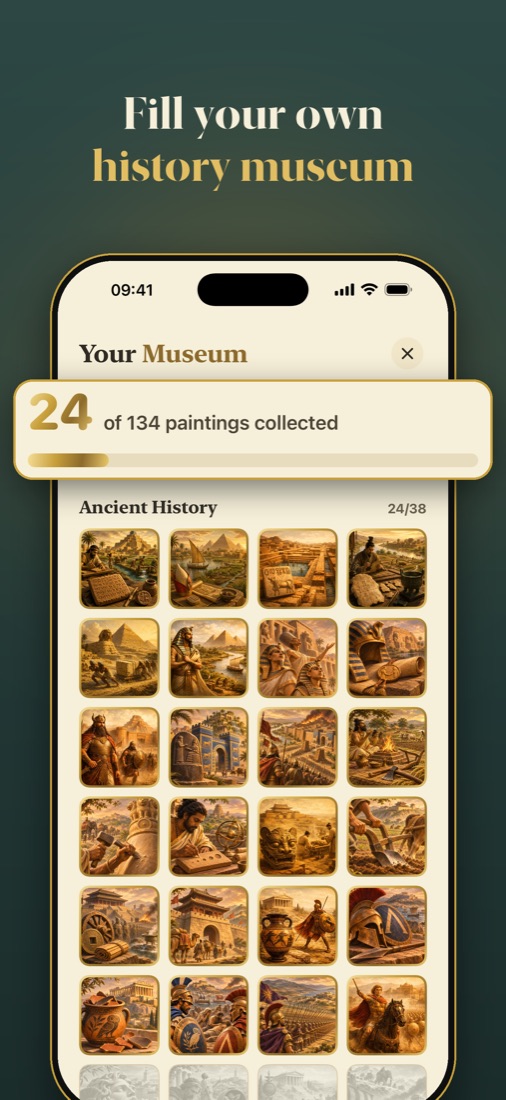 Fill your own
history museum
09:41
Your Museum
24 of 134 paintings collected
Ancient History 24/38